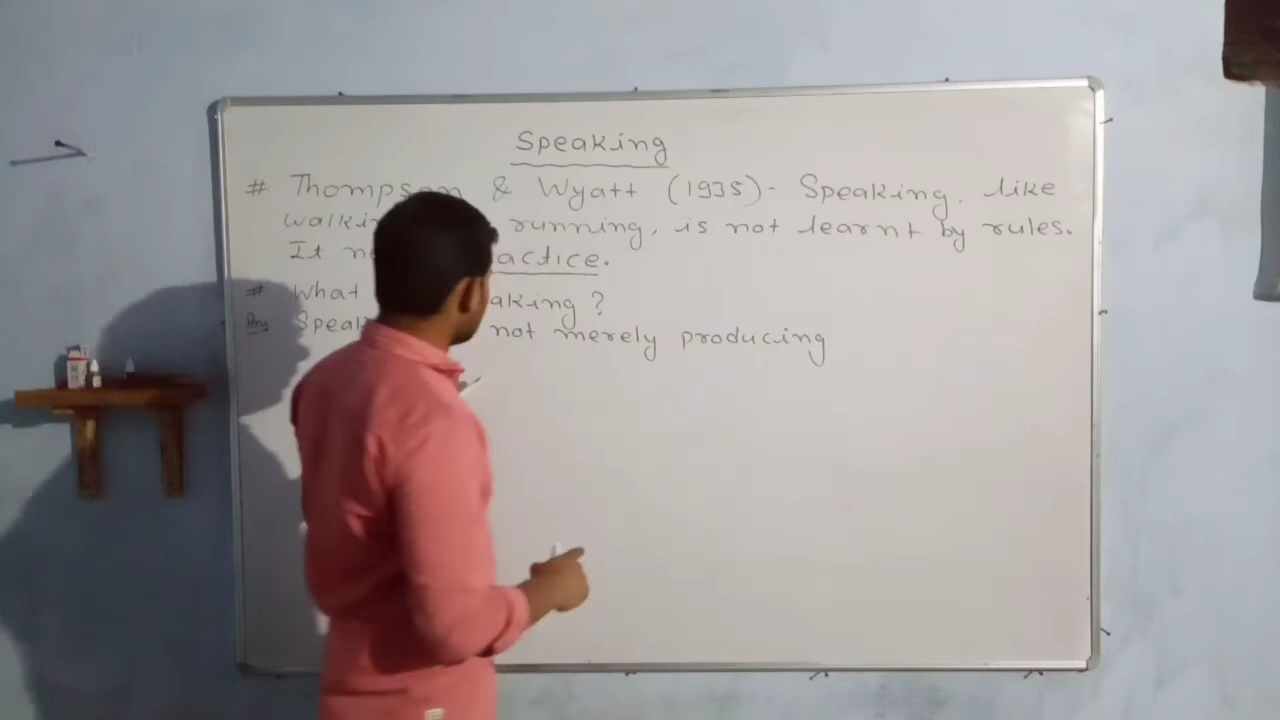 Speaking
# Thompson & Wyatt (1935)- Speaking, like
walking running, is not learnt by rules.
It actice.
# What aking ?
Ans Speak not merely producing